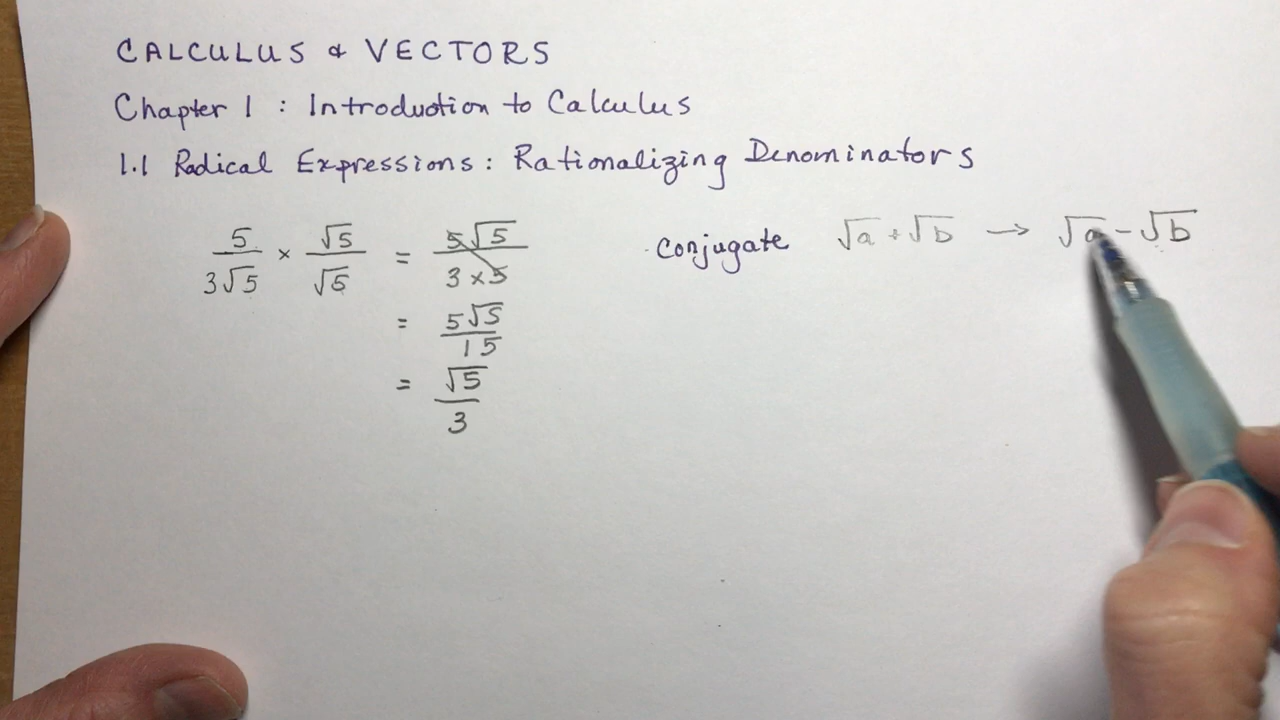 CALCULUS & VECTORS
Chapter 1 : Introduction to Calculus
1.1 Radical Expressions: Rationalizing Denominators
5/3√5 × √5/√5 = 5√5/3×5
= 5√5/15
= √5/3
Conjugate √a + √b → √a - √b